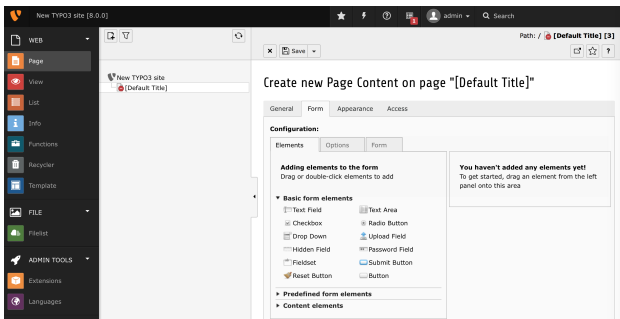 New TYPO3 site [8.0.0]
admin
Search
WEB
Page
View
List
Info
Functions
Recycler
Template
FILE
Filelist
ADMIN TOOLS
Extensions
Languages
New TYPO3 site
[Default Title]
Path: / [Default Title] [3]
Save
Create new Page Content on page "[Default Title]"
General Form Appearance Access
Configuration:
Elements Options Form
Adding elements to the form
Drag or double-click elements to add
Basic form elements
Text Field Text Area
Checkbox Radio Button
Drop Down Upload Field
Hidden Field Password Field
Fieldset Submit Button
Reset Button Button
Predefined form elements
Content elements
You haven't added any elements yet!
To get started, drag an element from the left
panel onto this area